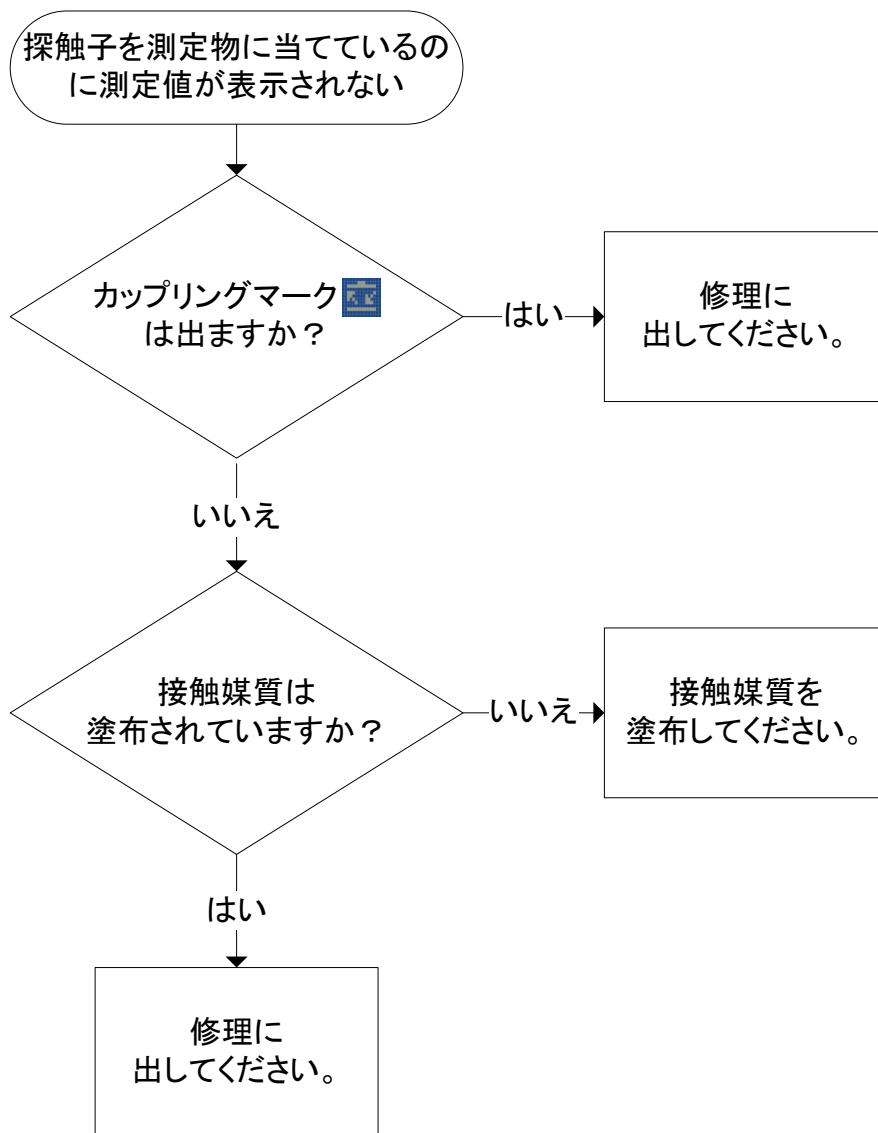 探触子を測定物に当てているの
に測定値が表示されない
カップリングマーク
は出ますか？
はい
修理に
出してください。
いいえ
接触媒質は
塗布されていますか？
いいえ
接触媒質を
塗布してください。
はい
修理に
出してください。